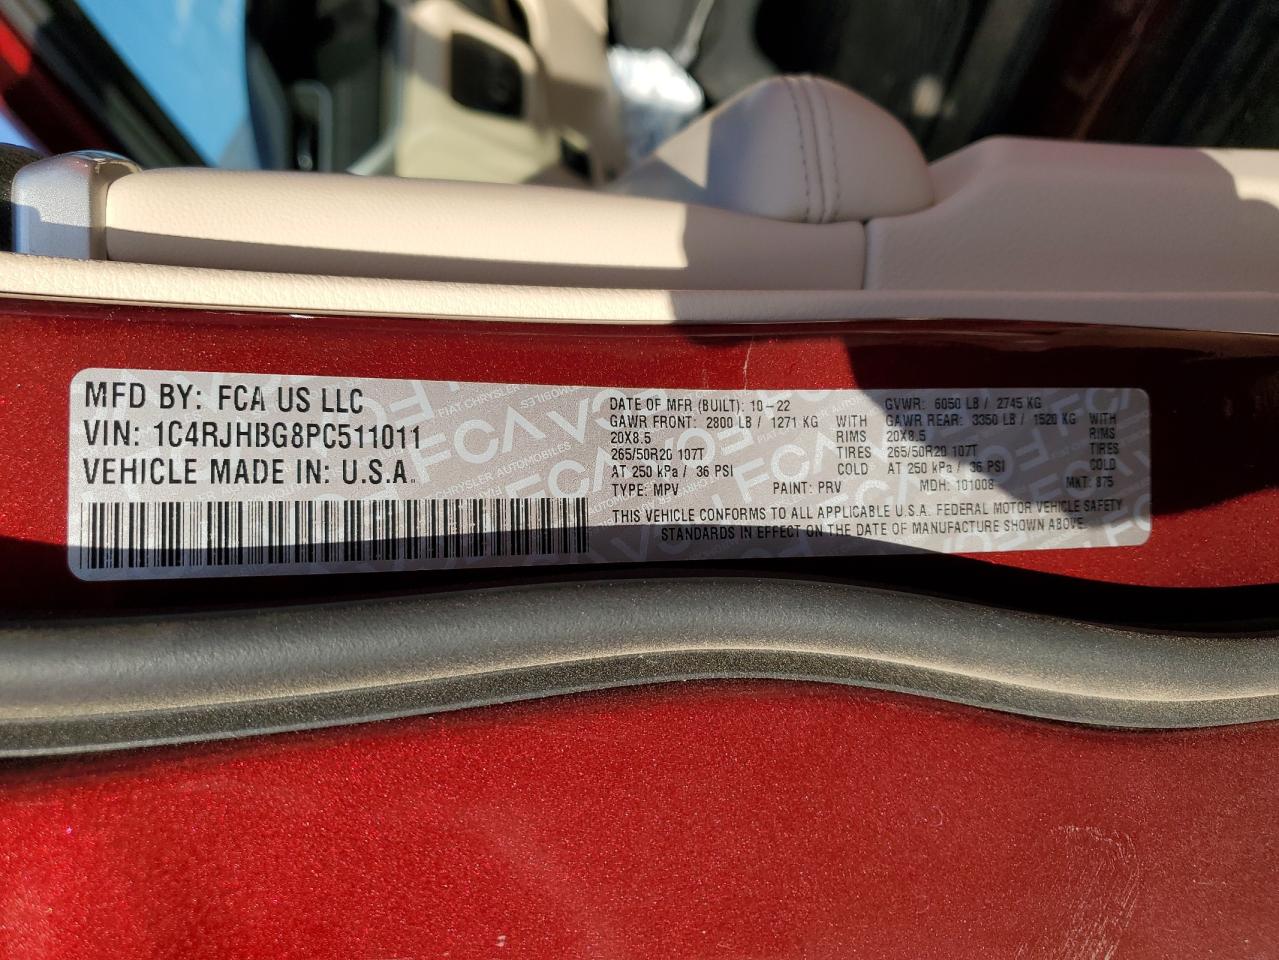 MFD BY: FCA US LLC
VIN: 1C4RJHBG8PC511011
VEHICLE MADE IN: U.S.A.
DATE OF MFR (BUILT): 10-22 GVWR: 6050 LB / 2745 KG
GAWR FRONT: 2800 LB / 1271 KG WITH GAWR REAR: 3350 LB / 1520 KG WITH
20X8.5 RIMS 20X8.5 RIMS
265/50R20 107T TIRES 265/50R20 107T TIRES
AT 250 kPa / 36 PSI COLD AT 250 kPa / 36 PSI COLD
TYPE: MPV PAINT: PRV MDH: 101008 MKT: 875
THIS VEHICLE CONFORMS TO ALL APPLICABLE U.S.A. FEDERAL MOTOR VEHICLE SAFETY
STANDARDS IN EFFECT ON THE DATE OF MANUFACTURE SHOWN ABOVE.